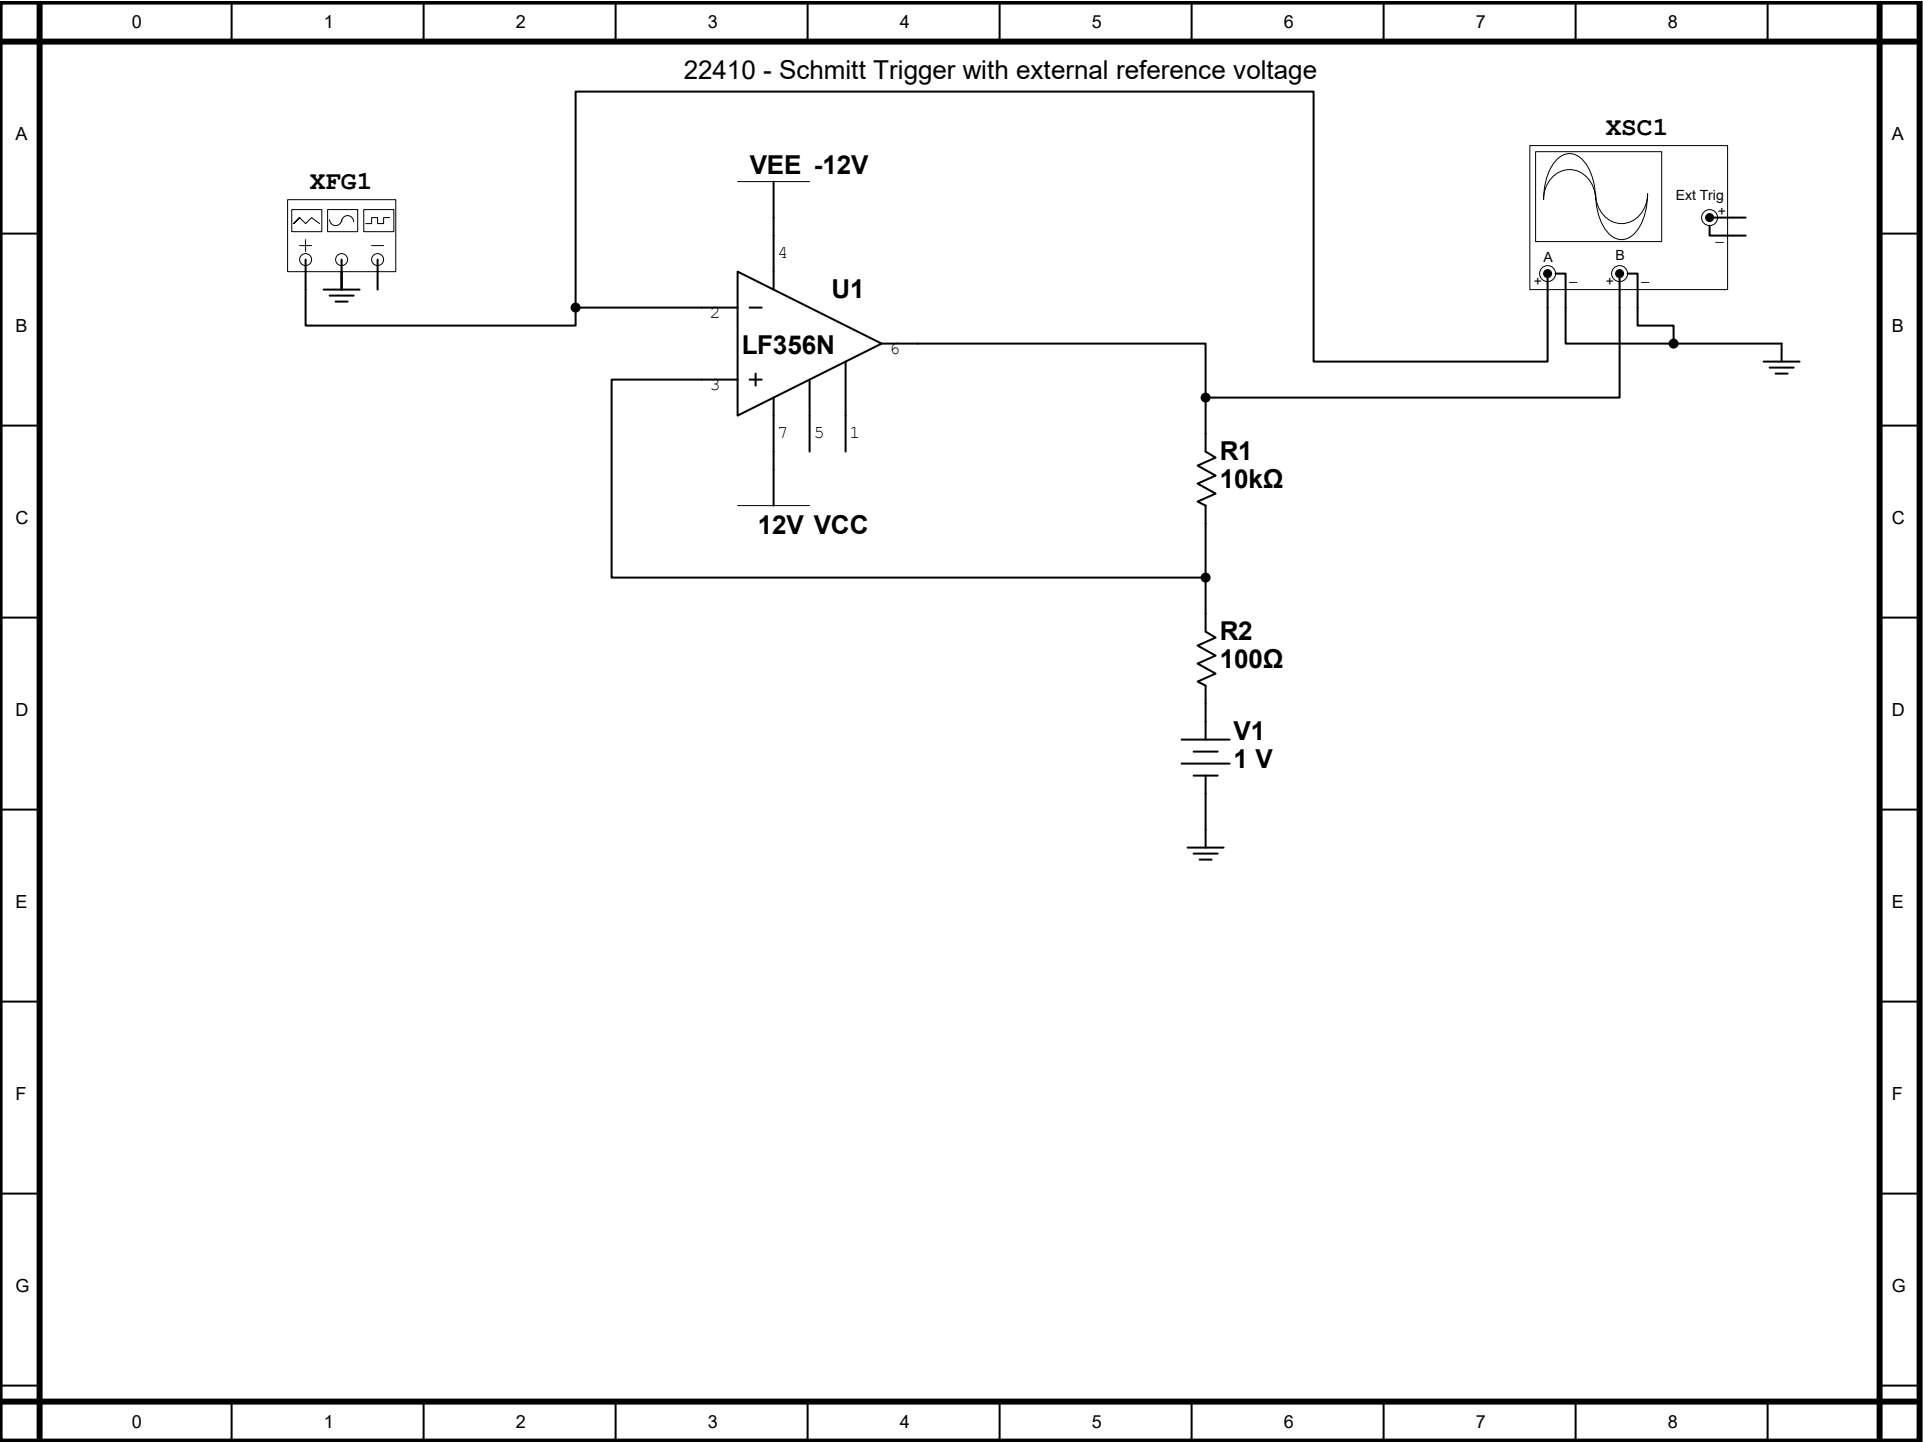 0 1 2 3 4 5 6 7 8
22410 - Schmitt Trigger with external reference voltage
A A
XSC1
VEE -12V
XFG1
Ext Trig
+
−
+ −
4
A B
+ − + −
U1
2 −
B B
LF356N
6
3 +
7 5 1
R1
10kΩ
C C
12V VCC
R2
100Ω
D D
V1
1 V
E E
F F
G G
0 1 2 3 4 5 6 7 8